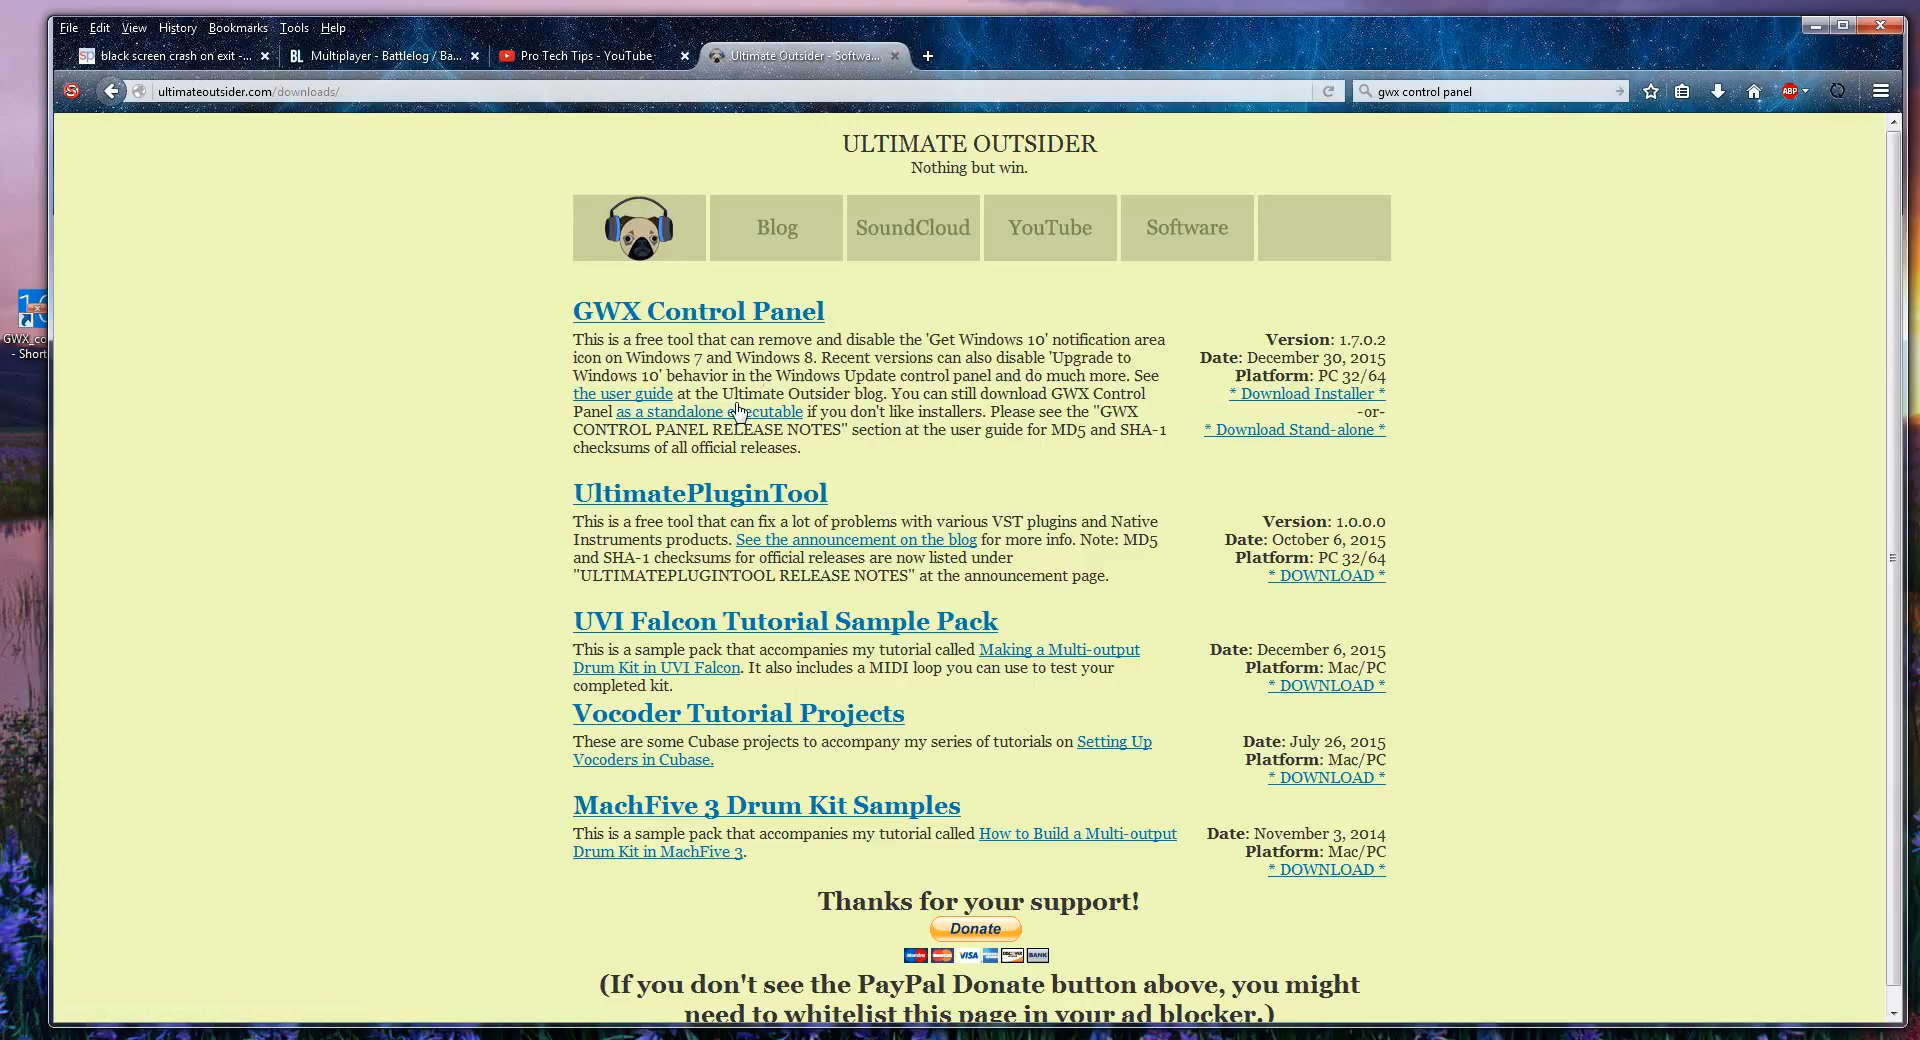 File Edit View History Bookmarks Tools Help
black screen crash on exit -...
BL Multiplayer - Battlelog / Ba...
Pro Tech Tips - YouTube
Ultimate Outsider - Softwa...
ultimateoutsider.com/downloads/
gwx control panel
ABP
GWX_co
- Short
ULTIMATE OUTSIDER
Nothing but win.
Blog SoundCloud YouTube Software
GWX Control Panel
This is a free tool that can remove and disable the 'Get Windows 10' notification area
icon on Windows 7 and Windows 8. Recent versions can also disable 'Upgrade to
Windows 10' behavior in the Windows Update control panel and do much more. See
the user guide at the Ultimate Outsider blog. You can still download GWX Control
Panel as a standalone executable if you don't like installers. Please see the "GWX
CONTROL PANEL RELEASE NOTES" section at the user guide for MD5 and SHA-1
checksums of all official releases.
Version: 1.7.0.2
Date: December 30, 2015
Platform: PC 32/64
* Download Installer *
-or-
* Download Stand-alone *
UltimatePluginTool
This is a free tool that can fix a lot of problems with various VST plugins and Native
Instruments products. See the announcement on the blog for more info. Note: MD5
and SHA-1 checksums for official releases are now listed under
"ULTIMATEPLUGINTOOL RELEASE NOTES" at the announcement page.
Version: 1.0.0.0
Date: October 6, 2015
Platform: PC 32/64
* DOWNLOAD *
UVI Falcon Tutorial Sample Pack
This is a sample pack that accompanies my tutorial called Making a Multi-output
Drum Kit in UVI Falcon. It also includes a MIDI loop you can use to test your
completed kit.
Date: December 6, 2015
Platform: Mac/PC
* DOWNLOAD *
Vocoder Tutorial Projects
These are some Cubase projects to accompany my series of tutorials on Setting Up
Vocoders in Cubase.
Date: July 26, 2015
Platform: Mac/PC
* DOWNLOAD *
MachFive 3 Drum Kit Samples
This is a sample pack that accompanies my tutorial called How to Build a Multi-output
Drum Kit in MachFive 3.
Date: November 3, 2014
Platform: Mac/PC
* DOWNLOAD *
Thanks for your support!
Donate
VISA
BANK
(If you don't see the PayPal Donate button above, you might
need to whitelist this page in your ad blocker.)